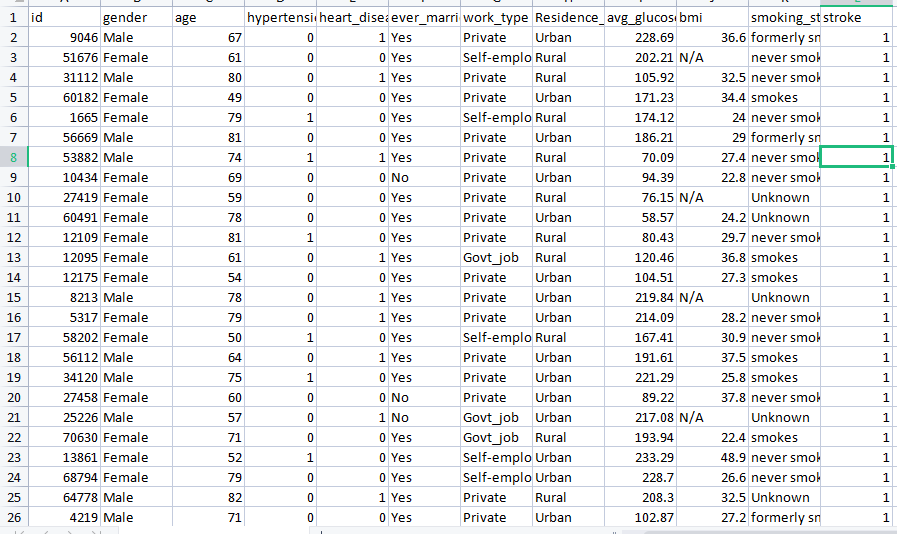 1 id gender age hypertensi heart_disea ever_marri work_type Residence_ avg_glucos bmi smoking_st stroke
2 9046 Male 67 0 1 Yes Private Urban 228.69 36.6 formerly sm 1
3 51676 Female 61 0 0 Yes Self-emplo Rural 202.21 N/A never smok 1
4 31112 Male 80 0 1 Yes Private Rural 105.92 32.5 never smok 1
5 60182 Female 49 0 0 Yes Private Urban 171.23 34.4 smokes 1
6 1665 Female 79 1 0 Yes Self-emplo Rural 174.12 24 never smok 1
7 56669 Male 81 0 0 Yes Private Urban 186.21 29 formerly sm 1
8 53882 Male 74 1 1 Yes Private Rural 70.09 27.4 never smok 1
9 10434 Female 69 0 0 No Private Urban 94.39 22.8 never smok 1
10 27419 Female 59 0 0 Yes Private Rural 76.15 N/A Unknown 1
11 60491 Female 78 0 0 Yes Private Urban 58.57 24.2 Unknown 1
12 12109 Female 81 1 0 Yes Private Rural 80.43 29.7 never smok 1
13 12095 Female 61 0 1 Yes Govt_job Rural 120.46 36.8 smokes 1
14 12175 Female 54 0 0 Yes Private Urban 104.51 27.3 smokes 1
15 8213 Male 78 0 1 Yes Private Urban 219.84 N/A Unknown 1
16 5317 Female 79 0 1 Yes Private Urban 214.09 28.2 never smok 1
17 58202 Female 50 1 0 Yes Self-emplo Rural 167.41 30.9 never smok 1
18 56112 Male 64 0 1 Yes Private Urban 191.61 37.5 smokes 1
19 34120 Male 75 1 0 Yes Private Urban 221.29 25.8 smokes 1
20 27458 Female 60 0 0 No Private Urban 89.22 37.8 never smok 1
21 25226 Male 57 0 1 No Govt_job Urban 217.08 N/A Unknown 1
22 70630 Female 71 0 0 Yes Govt_job Rural 193.94 22.4 smokes 1
23 13861 Female 52 1 0 Yes Self-emplo Urban 233.29 48.9 never smok 1
24 68794 Female 79 0 0 Yes Self-emplo Urban 228.7 26.6 never smok 1
25 64778 Male 82 0 1 Yes Private Rural 208.3 32.5 Unknown 1
26 4219 Male 71 0 0 Yes Private Urban 102.87 27.2 formerly sm 1